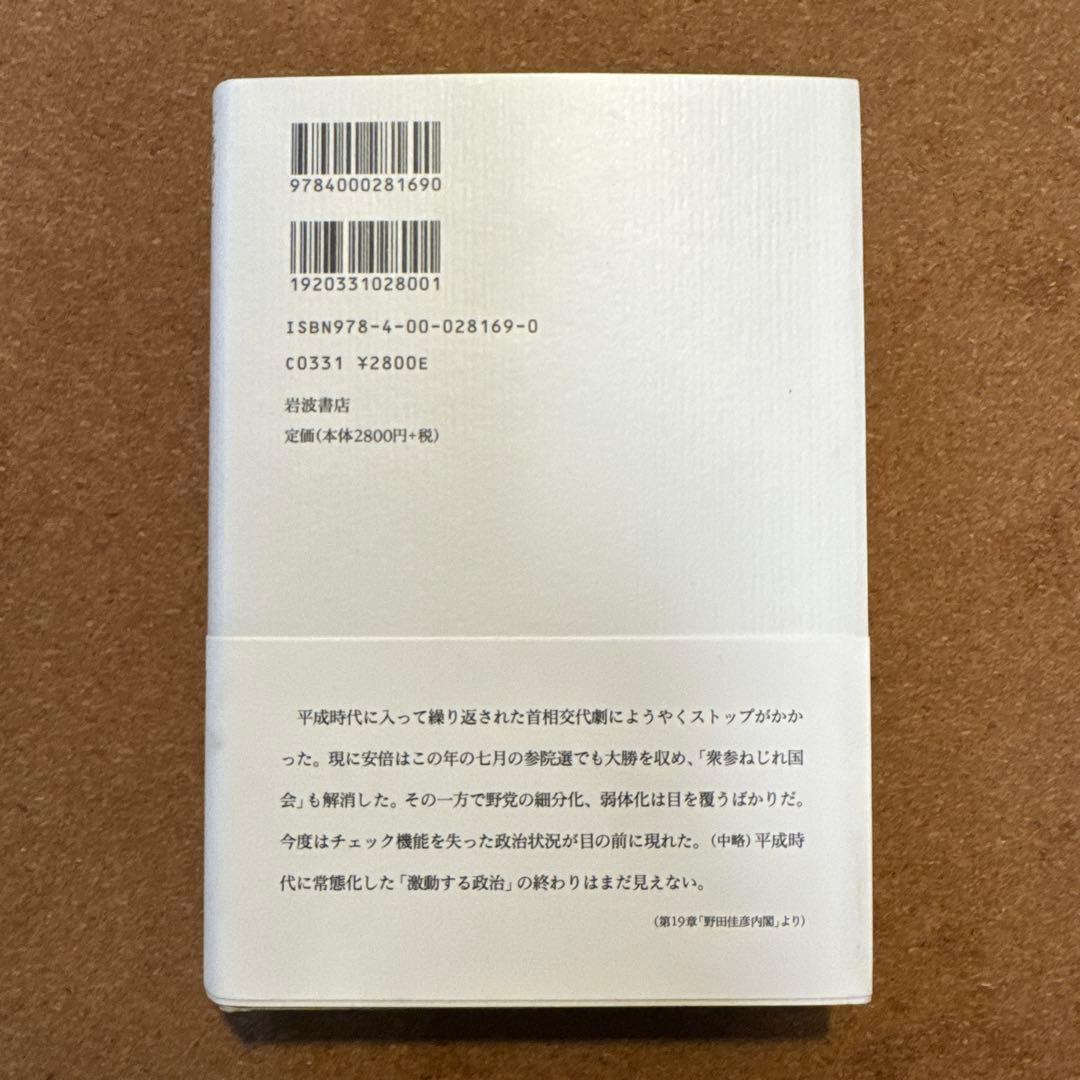 9784000281690
1920331028001
ISBN978-4-00-028169-0
C0331 ¥2800E
岩波書店
定価(本体2800円+税)
平成時代に入って繰り返された首相交代劇にようやくストップがかか
った。現に安倍はこの年の七月の参院選でも大勝を収め、「衆参ねじれ国
会」も解消した。その一方で野党の細分化、弱体化は目を覆うばかりだ。
今度はチェック機能を失った政治状況が目の前に現れた。(中略)平成時
代に常態化した「激動する政治」の終わりはまだ見えない。
(第19章「野田佳彦内閣」より)